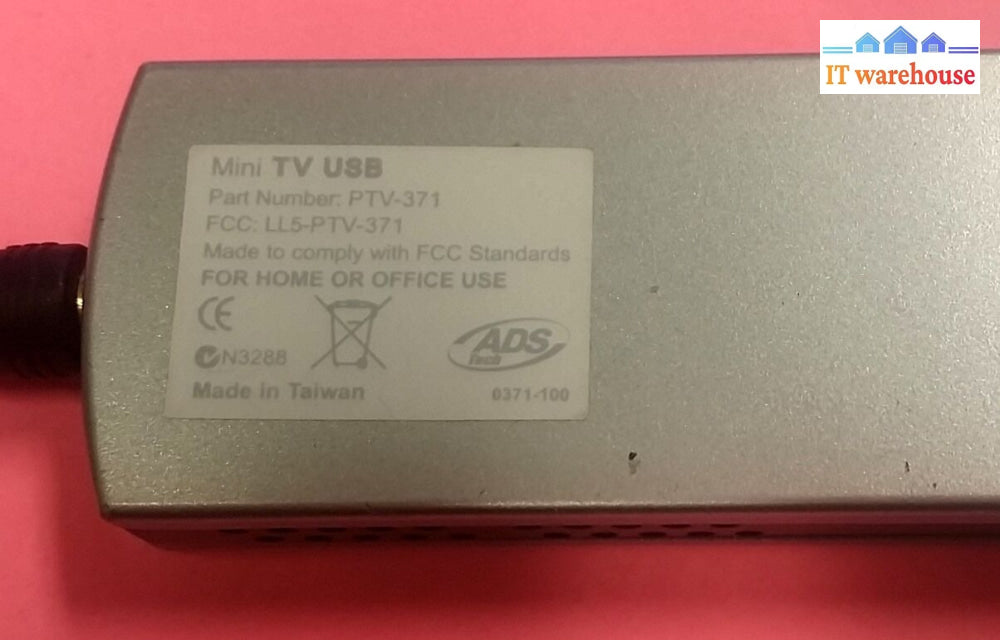 IT warehouse
Mini TV USB
Part Number: PTV-371
FCC: LL5-PTV-371
Made to comply with FCC Standards
FOR HOME OR OFFICE USE
CE
N3288
ADS
Tech
Made in Taiwan
0371-100